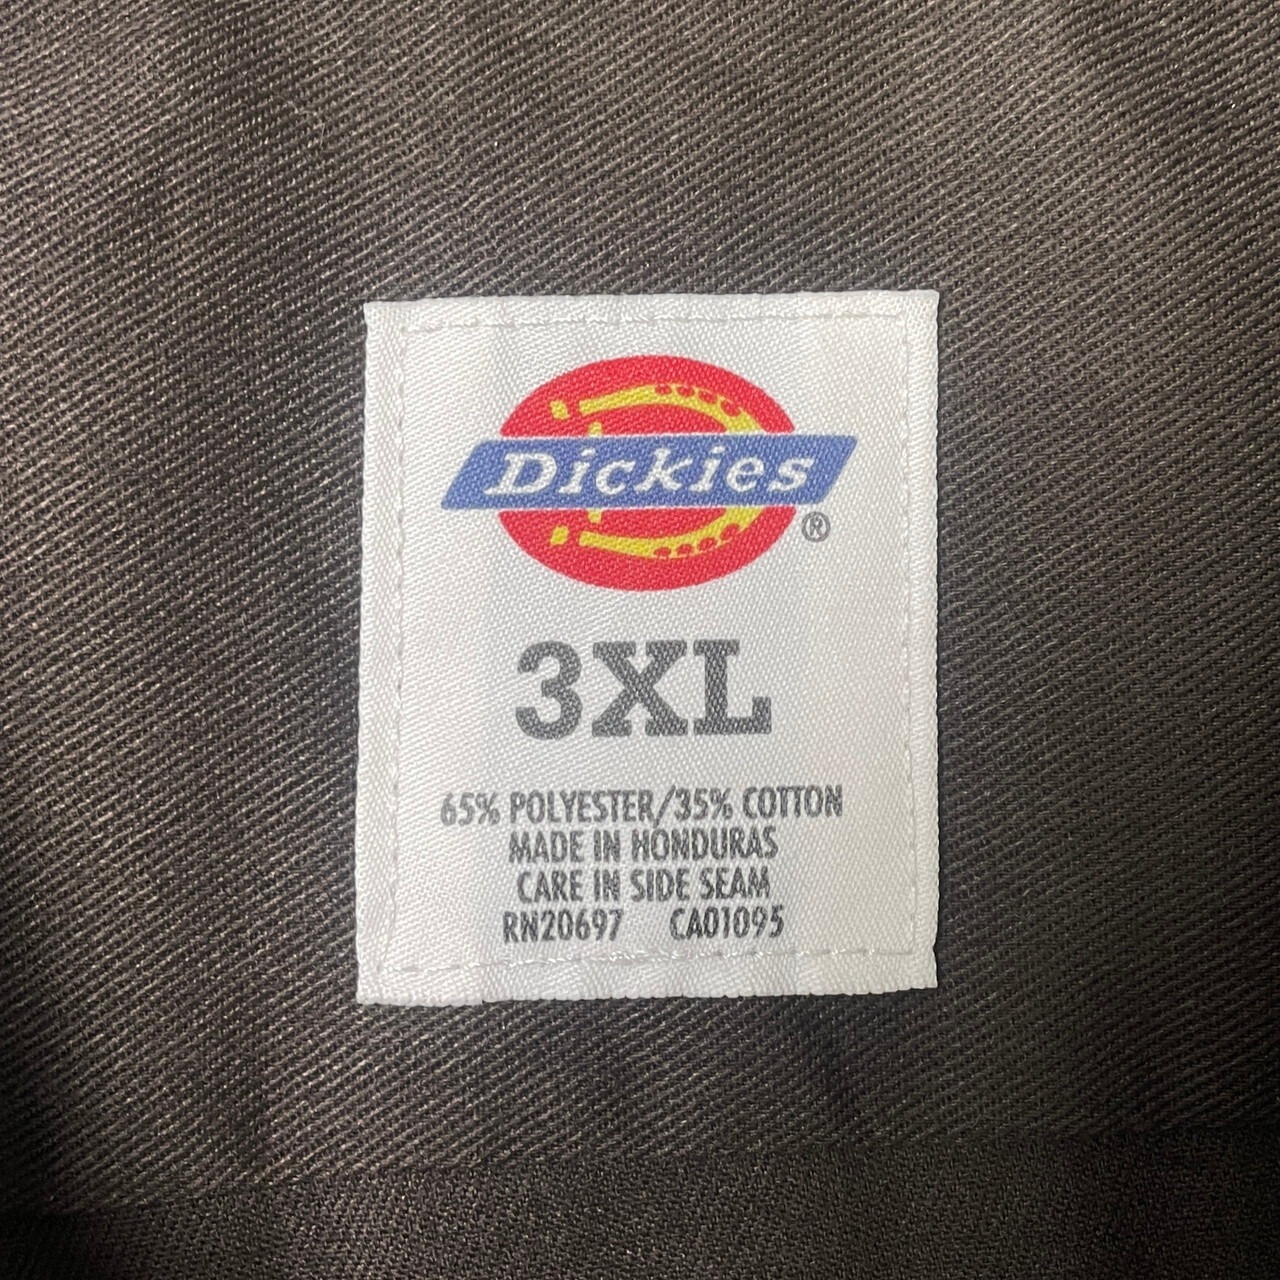 Dickies
®
3XL
65% POLYESTER/35% COTTON
MADE IN HONDURAS
CARE IN SIDE SEAM
RN20697 CA01095